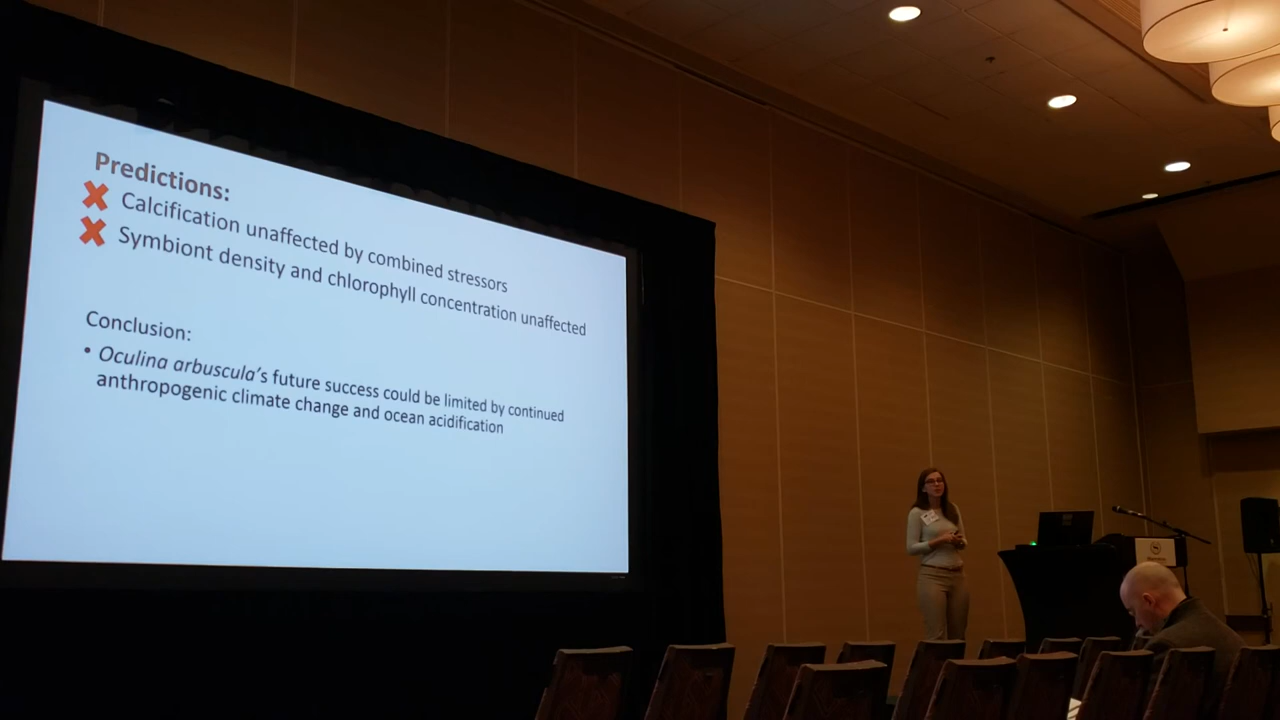 Predictions:
Calcification unaffected by combined stressors
Symbiont density and chlorophyll concentration unaffected
Conclusion:
• Oculina arbuscula's future success could be limited by continued
anthropogenic climate change and ocean acidification